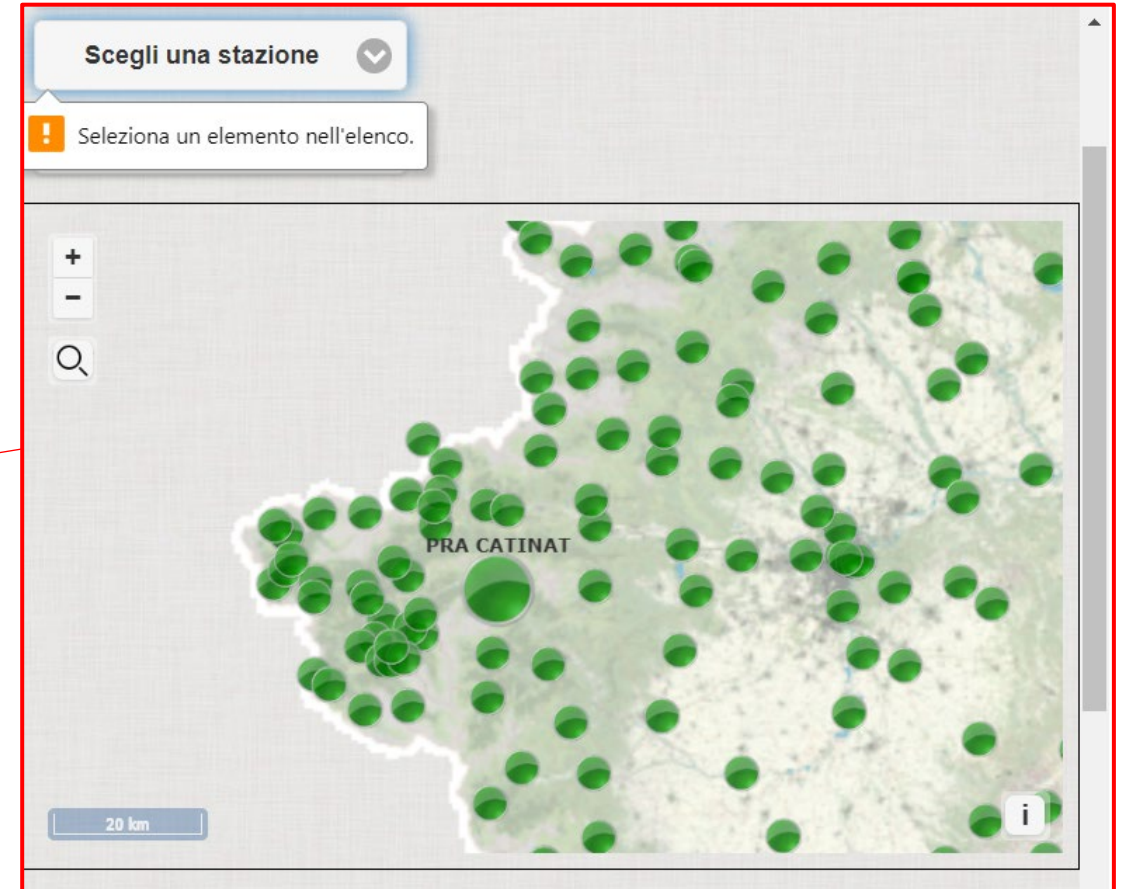 Scegli una stazione
! Seleziona un elemento nell'elenco.
+
−
PRA CATINAT
20 km
i